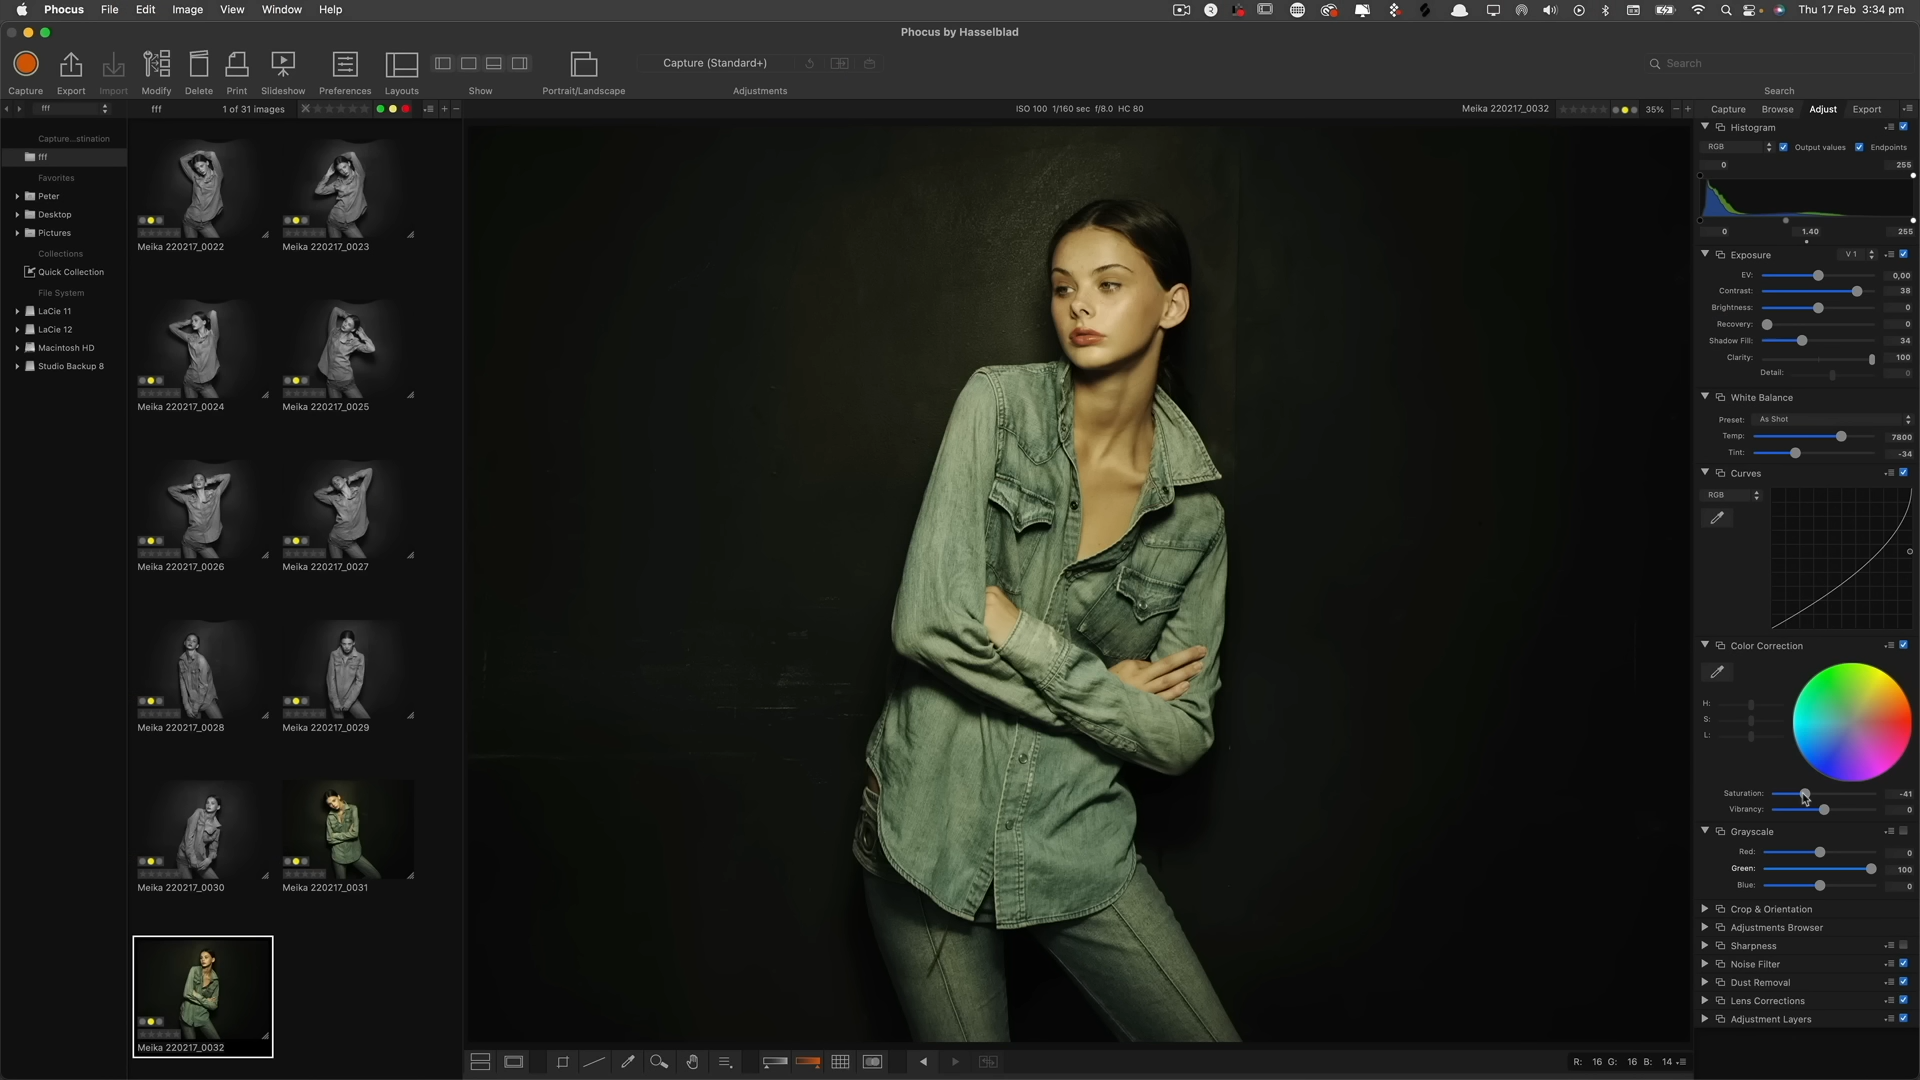 Phocus File Edit Image View Window Help
Thu 17 Feb 3:34 pm
Phocus by Hasselblad
Capture (Standard+)
Search
Capture Export Import Modify Delete Print Slideshow Preferences Layouts Show Portrait/Landscape Adjustments Search
fff
fff 1 of 31 images
ISO 100 1/160 sec f/8.0 HC 80
Meika 220217_0032
35%
Capture Browse Adjust Export
Capture...stination
fff
Favorites
Peter
Desktop
Pictures
Collections
Quick Collection
File System
LaCie 11
LaCie 12
Macintosh HD
Studio Backup 8
Meika 220217_0022
Meika 220217_0023
Meika 220217_0024
Meika 220217_0025
Meika 220217_0026
Meika 220217_0027
Meika 220217_0028
Meika 220217_0029
Meika 220217_0030
Meika 220217_0031
Meika 220217_0032
Histogram
RGB Output values Endpoints
0 255
0 1.40 255
Exposure V 1
EV: 0,00
Contrast: 38
Brightness: 0
Recovery: 0
Shadow Fill: 34
Clarity: 100
Detail: 0
White Balance
Preset: As Shot
Temp: 7800
Tint: -34
Curves
RGB
Color Correction
H:
S:
L:
Saturation: -41
Vibrancy: 0
Grayscale
Red: 0
Green: 100
Blue: 0
Crop & Orientation
Adjustments Browser
Sharpness
Noise Filter
Dust Removal
Lens Corrections
Adjustment Layers
R: 16 G: 16 B: 14